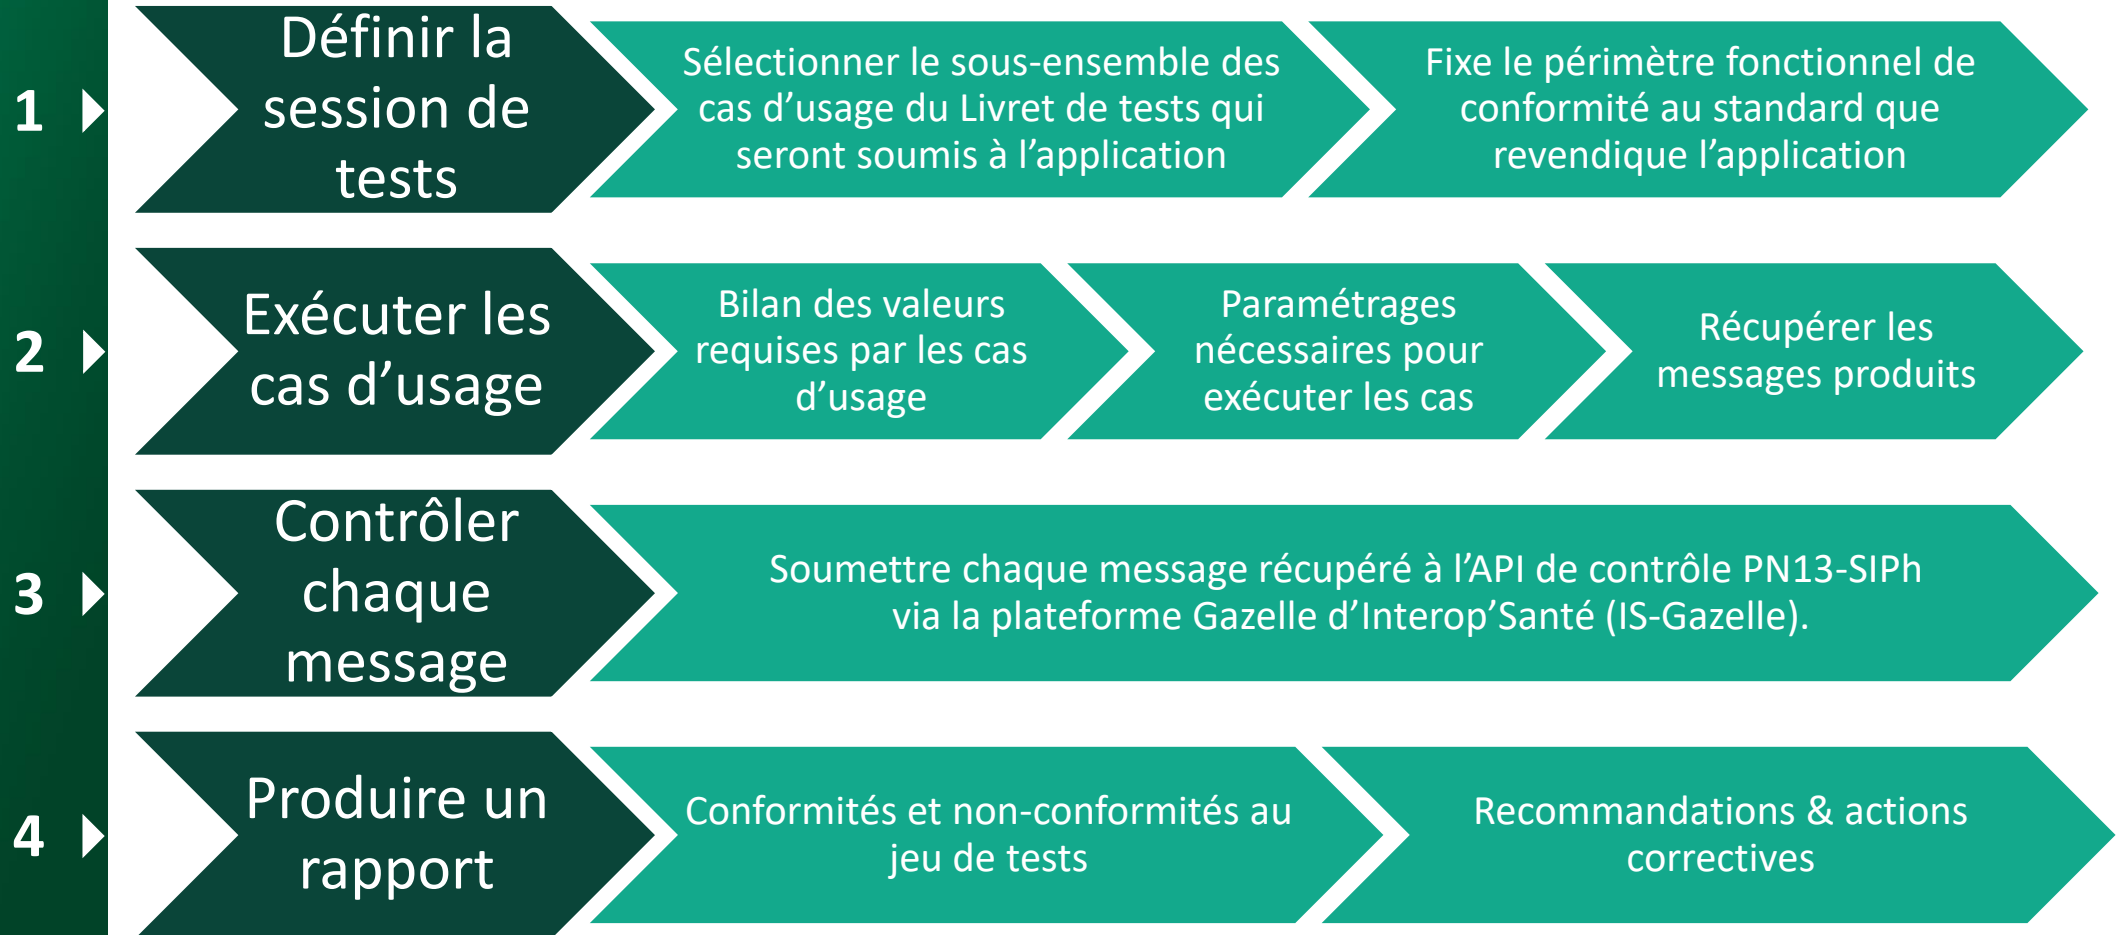 1
Définir la
session de
tests
Sélectionner le sous-ensemble des
cas d’usage du Livret de tests qui
seront soumis à l’application
Fixe le périmètre fonctionnel de
conformité au standard que
revendique l’application
2
Exécuter les
cas d’usage
Bilan des valeurs
requises par les cas
d’usage
Paramétrages
nécessaires pour
exécuter les cas
Récupérer les
messages produits
3
Contrôler
chaque
message
Soumettre chaque message récupéré à l’API de contrôle PN13-SIPh
via la plateforme Gazelle d’Interop’Santé (IS-Gazelle).
4
Produire un
rapport
Conformités et non-conformités au
jeu de tests
Recommandations & actions
correctives